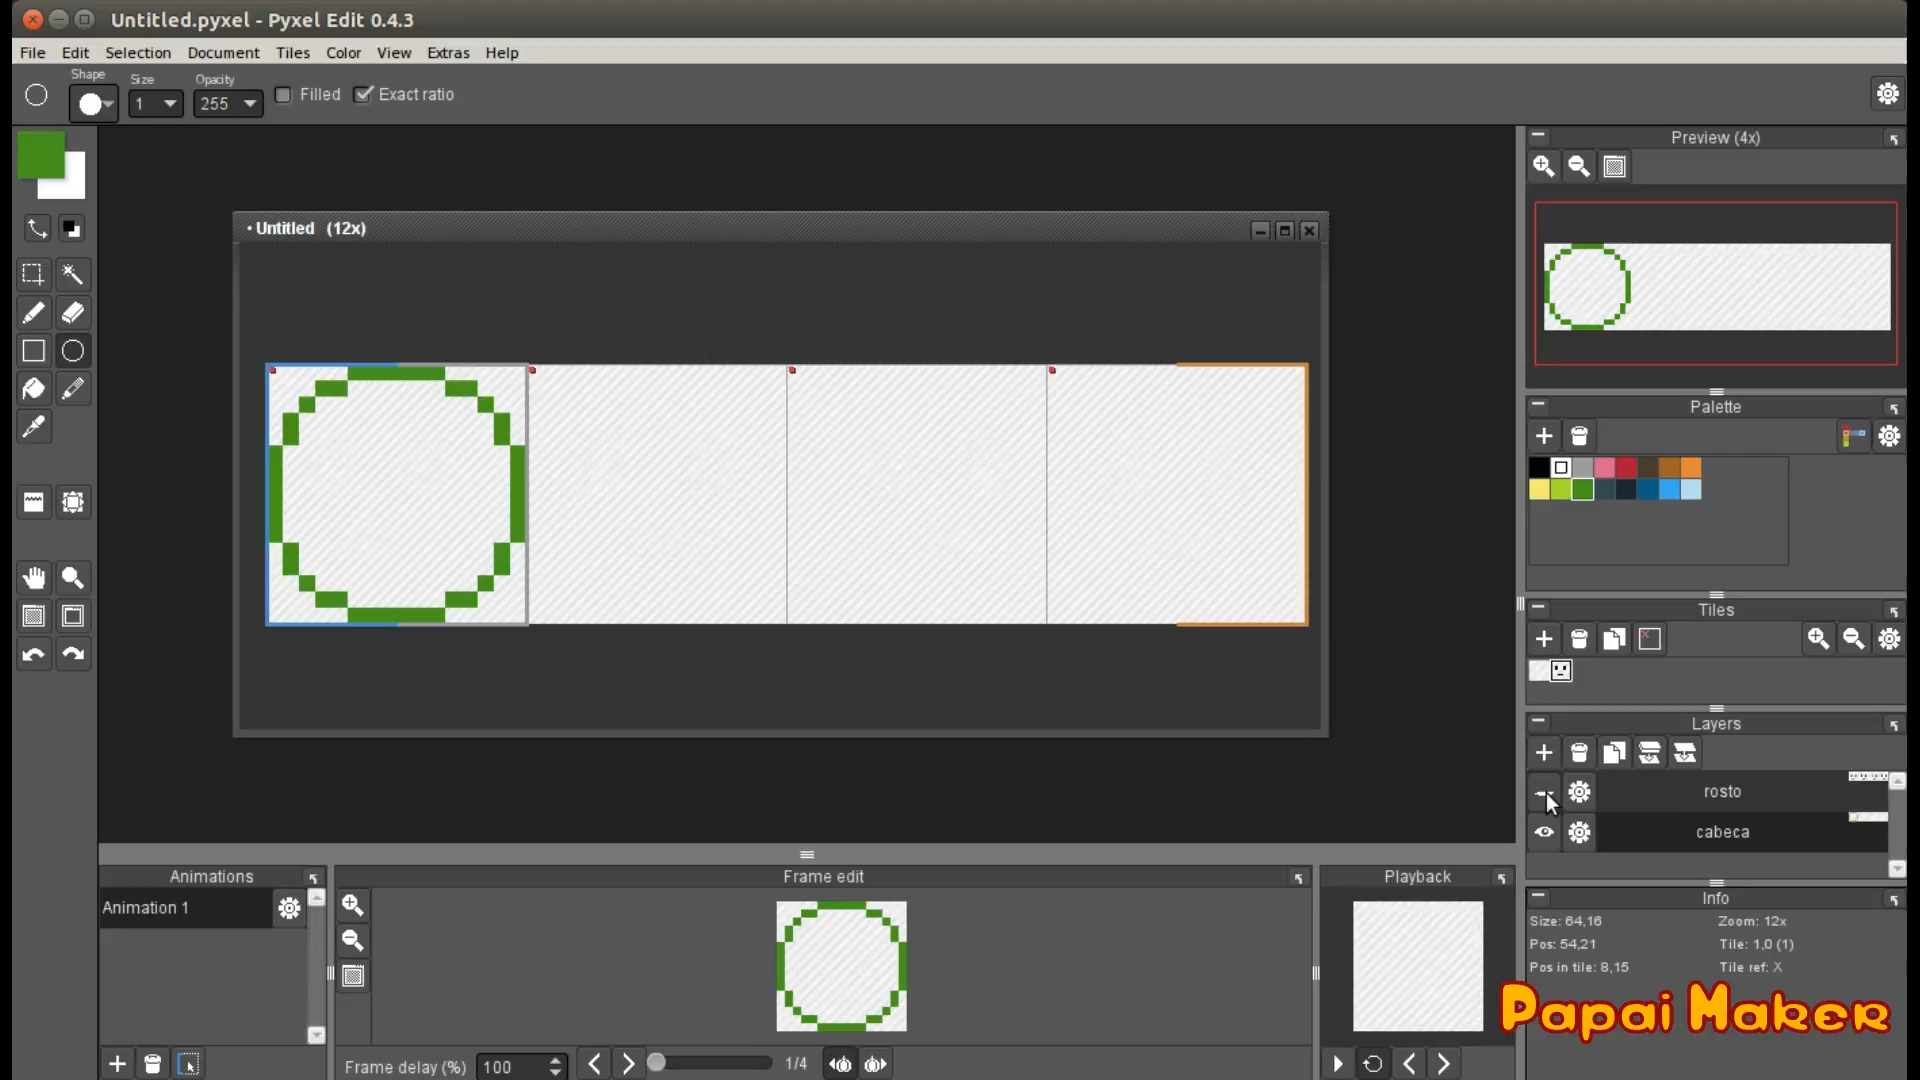 Untitled.pyxel - Pyxel Edit 0.4.3
File Edit Selection Document Tiles Color View Extras Help
Shape Size Opacity
1 255 Filled Exact ratio
Untitled (12x)
Preview (4x)
Palette
Tiles
Layers
rosto
cabeca
Info
Size: 64,16 Zoom: 12x
Pos: 54,21 Tile: 1,0 (1)
Pos in tile: 8,15 Tile ref: X
Animations
Animation 1
Frame edit
Frame delay (%) 100
1/4
Playback
Papai Maker